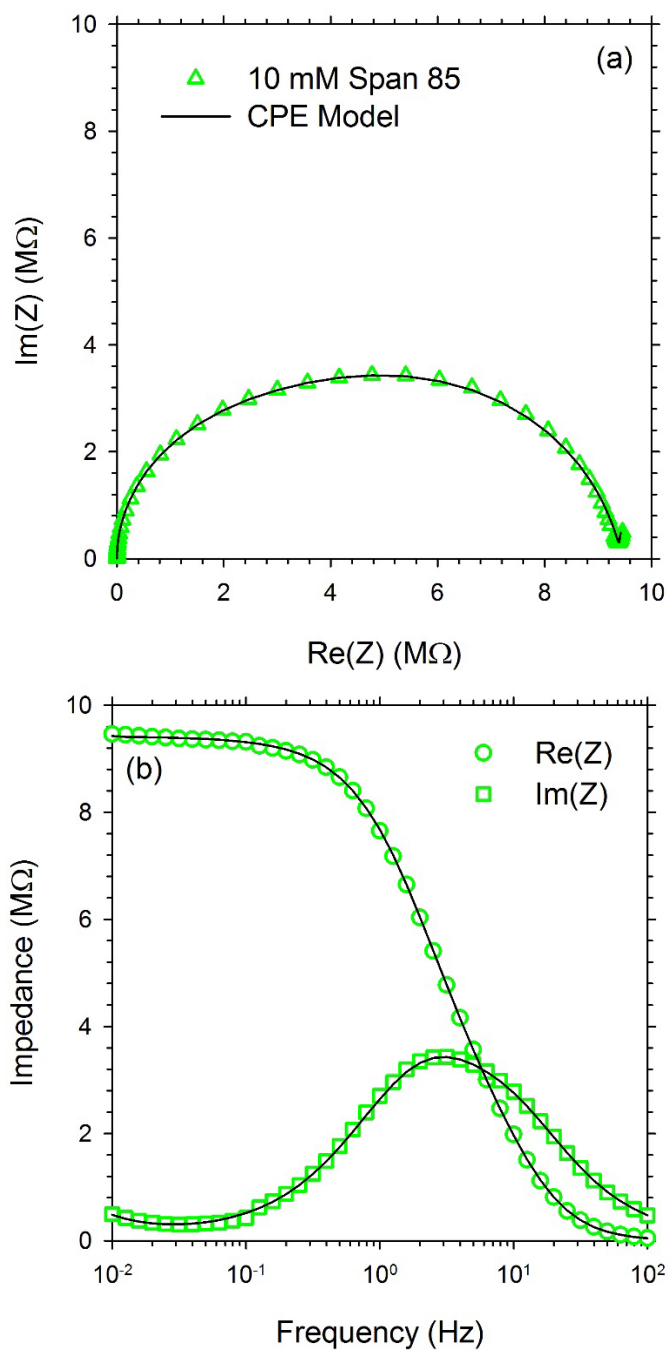 10
(a)
10 mM Span 85
CPE Model
8
6
4
2
0
Im(Z) (MΩ)
0 2 4 6 8 10
Re(Z) (MΩ)
10
(b)
Re(Z)
Im(Z)
8
6
4
2
0
Impedance (MΩ)
10⁻² 10⁻¹ 10⁰ 10¹ 10²
Frequency (Hz)